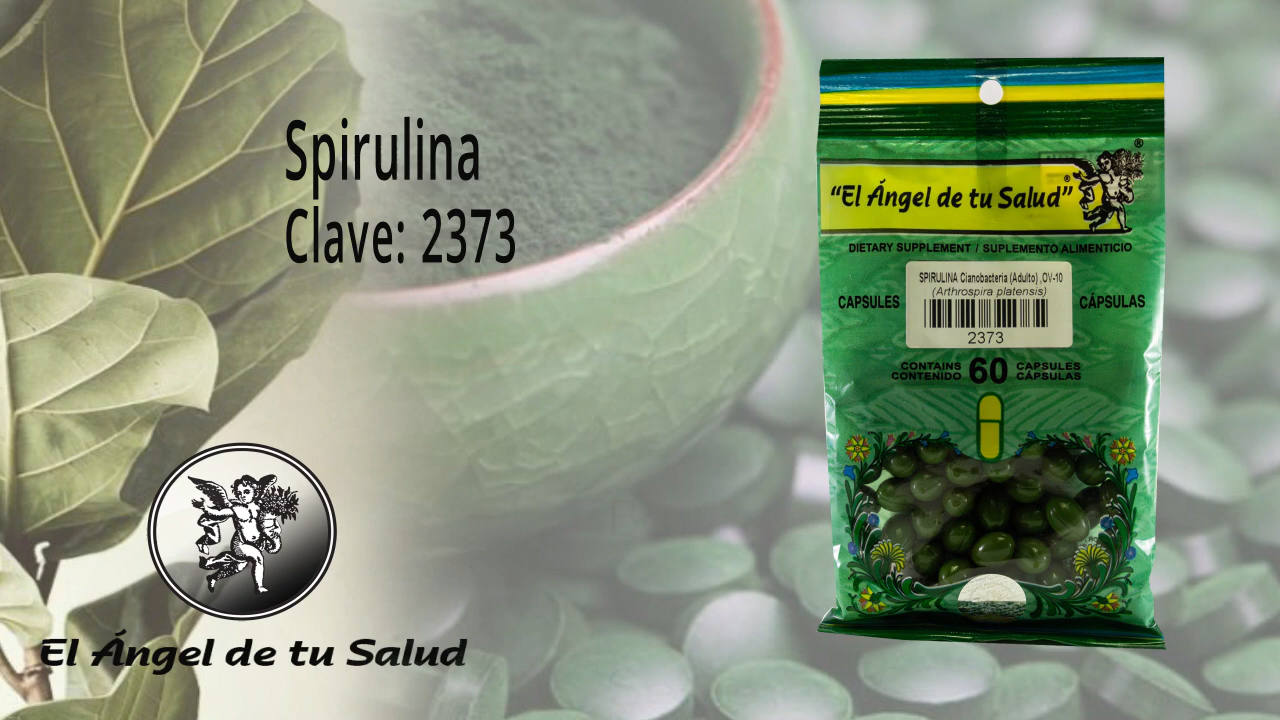 Spirulina
Clave: 2373
El Ángel de tu Salud
®
"El Ángel de tu Salud"®
DIETARY SUPPLEMENT / SUPLEMENTO ALIMENTICIO
SPIRULINA Cianobacteria (Adulto) ,OV-10
(Arthrospira platensis)
CAPSULES
CÁPSULAS
2373
CONTAINS 60 CAPSULES
CONTENIDO CÁPSULAS